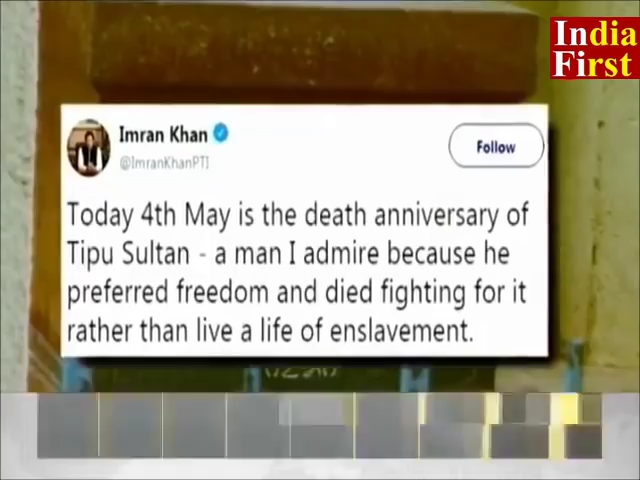 India
First
Imran Khan
@ImranKhanPTI
Follow
Today 4th May is the death anniversary of
Tipu Sultan - a man I admire because he
preferred freedom and died fighting for it
rather than live a life of enslavement.